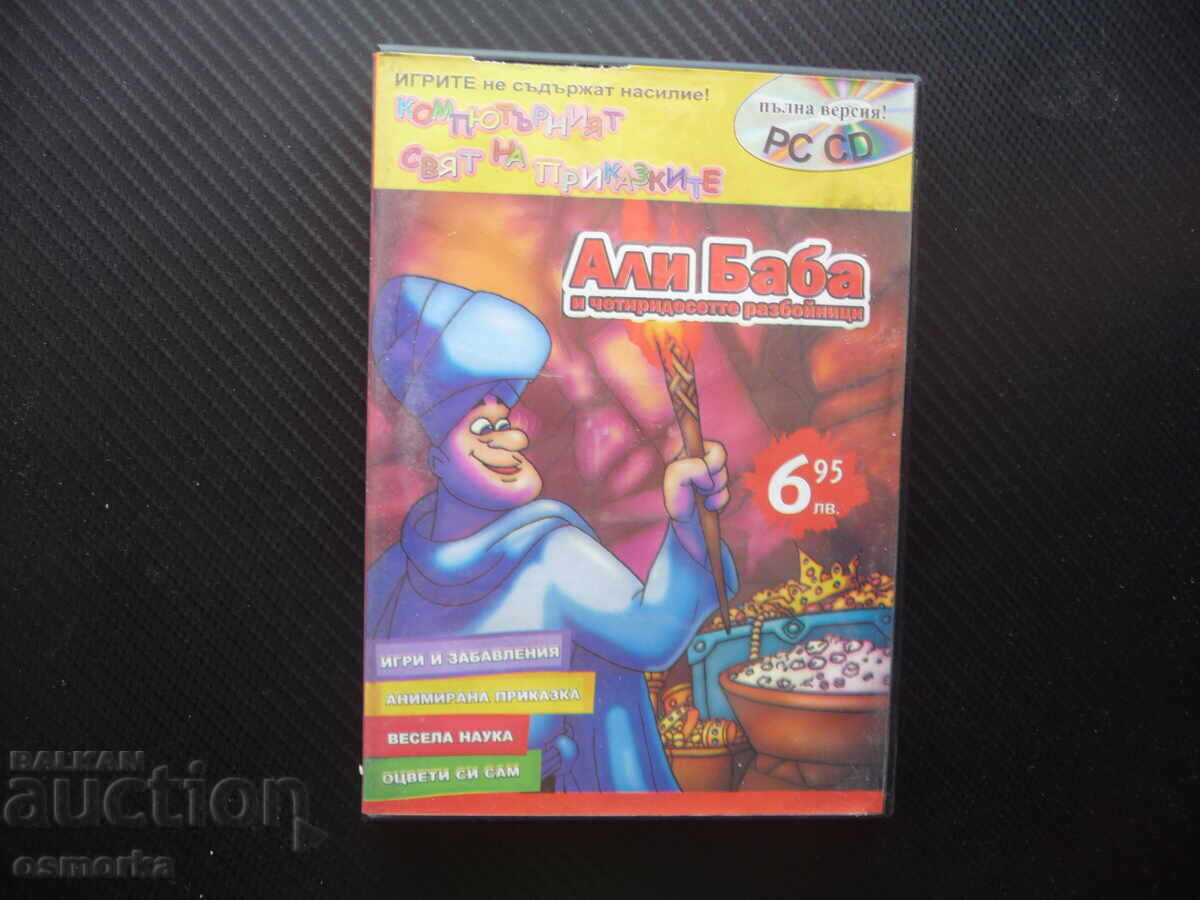 ИГРИТЕ не съдържат насилие!
КОМПЮТЪРНИЯТ
СВЯТ НА ПРИКАЗКИТЕ
пълна версия!
PC CD
Али Баба
и четиридесетте разбойници
6 95
лв.
ИГРИ И ЗАБАВЛЕНИЯ
АНИМИРАНА ПРИКАЗКА
ВЕСЕЛА НАУКА
ОЦВЕТИ СИ САМ
BALKAN
auction
osmorka